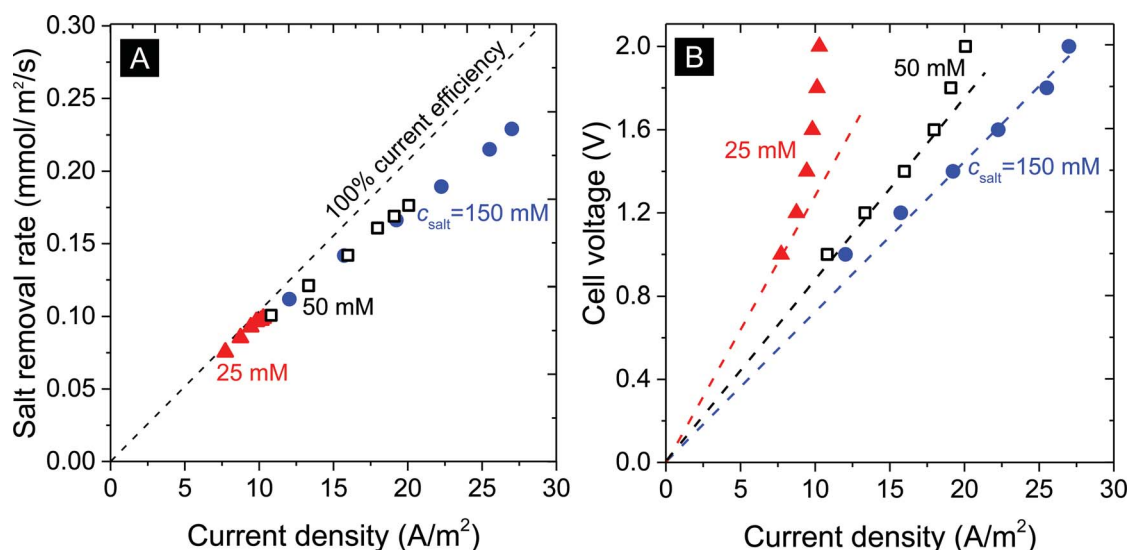 A
Salt removal rate (mmol/m²/s)
0.30
0.25
0.20
0.15
0.10
0.05
0.00
100% current efficiency
c_salt=150 mM
50 mM
25 mM
0 5 10 15 20 25 30
Current density (A/m²)
B
Cell voltage (V)
2.0
1.6
1.2
0.8
0.4
0.0
50 mM
25 mM
c_salt=150 mM
0 5 10 15 20 25 30
Current density (A/m²)